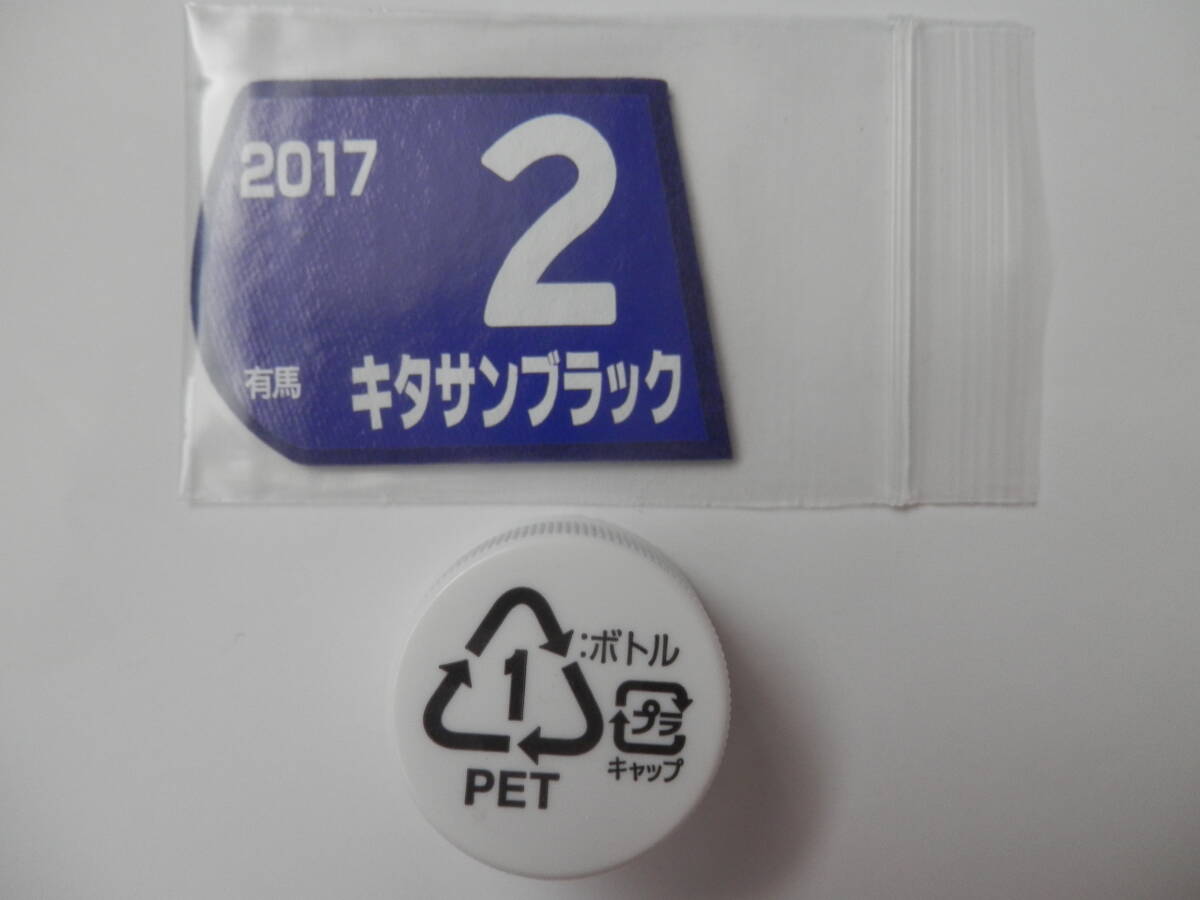 2017
2
有馬
キタサンブラック
1
:ボトル
プラ
キャップ
PET